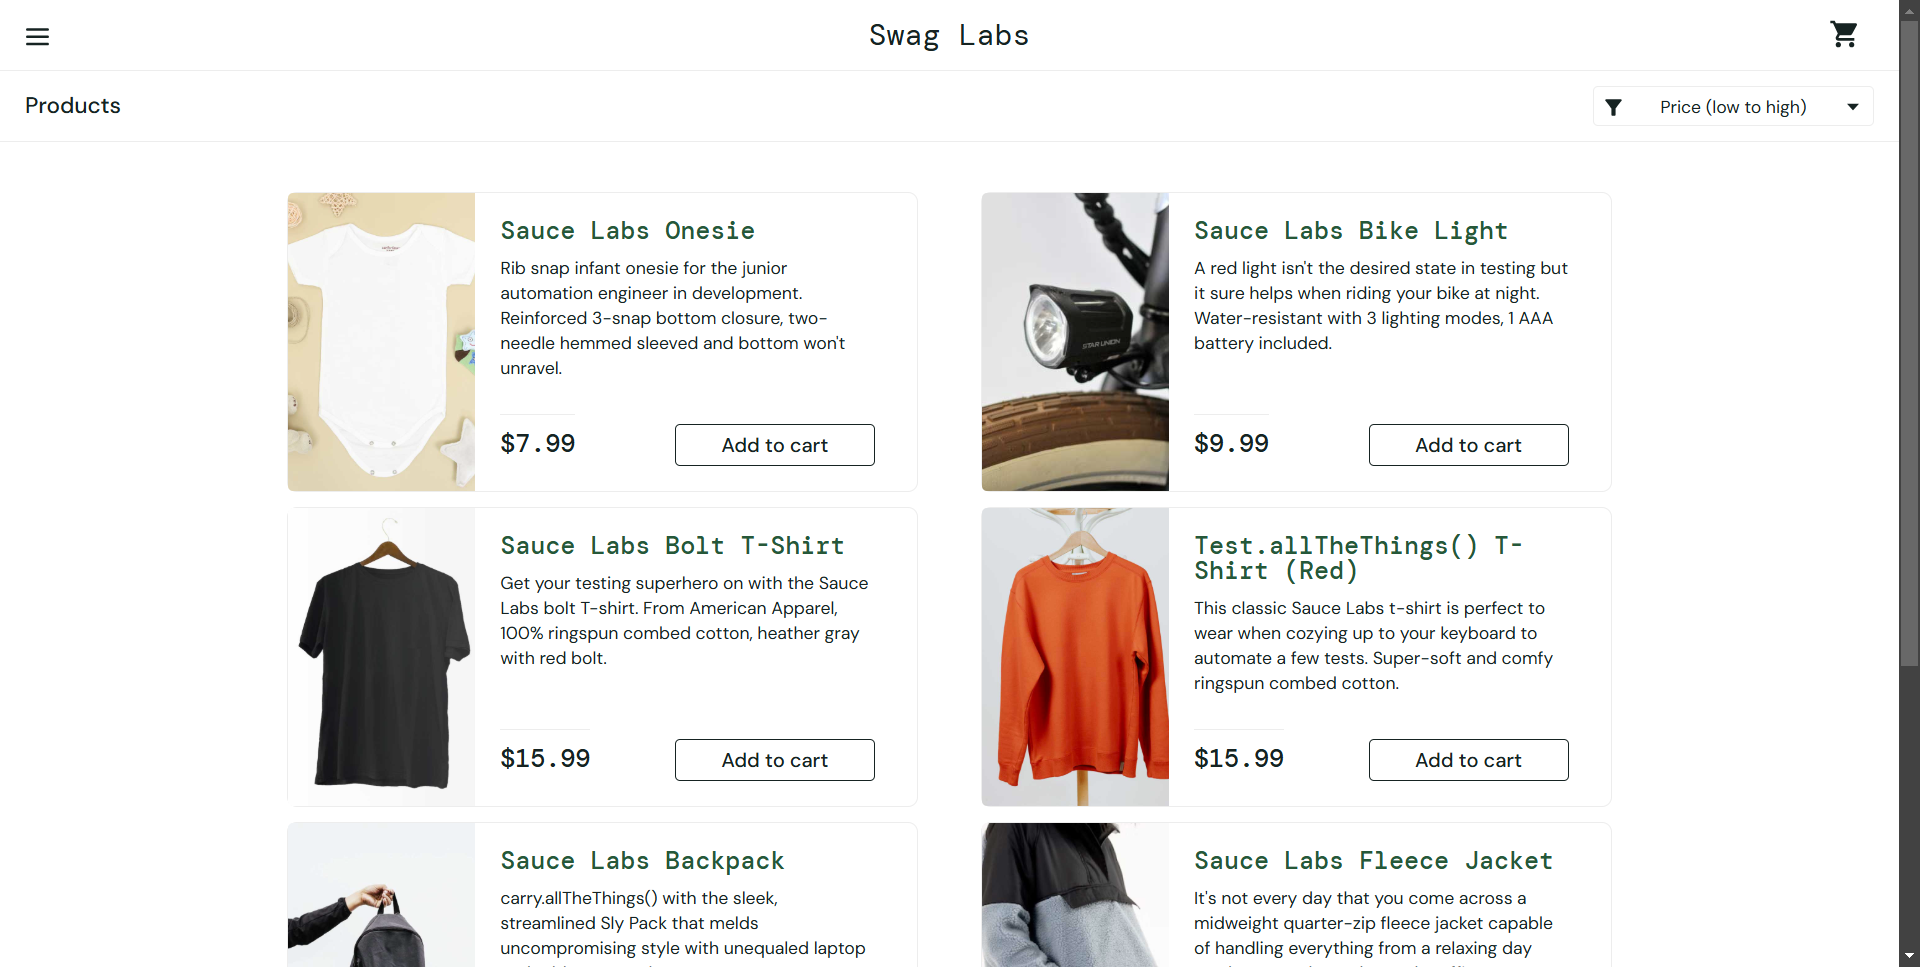 Swag Labs
Products
Price (low to high)
Sauce Labs Onesie
Rib snap infant onesie for the junior
automation engineer in development.
Reinforced 3-snap bottom closure, two-
needle hemmed sleeved and bottom won't
unravel.
$7.99
Add to cart
Sauce Labs Bike Light
A red light isn't the desired state in testing but
it sure helps when riding your bike at night.
Water-resistant with 3 lighting modes, 1 AAA
battery included.
$9.99
Add to cart
STAR UNION
Sauce Labs Bolt T-Shirt
Get your testing superhero on with the Sauce
Labs bolt T-shirt. From American Apparel,
100% ringspun combed cotton, heather gray
with red bolt.
$15.99
Add to cart
Test.allTheThings() T-
Shirt (Red)
This classic Sauce Labs t-shirt is perfect to
wear when cozying up to your keyboard to
automate a few tests. Super-soft and comfy
ringspun combed cotton.
$15.99
Add to cart
Sauce Labs Backpack
carry.allTheThings() with the sleek,
streamlined Sly Pack that melds
uncompromising style with unequaled laptop
Sauce Labs Fleece Jacket
It's not every day that you come across a
midweight quarter-zip fleece jacket capable
of handling everything from a relaxing day